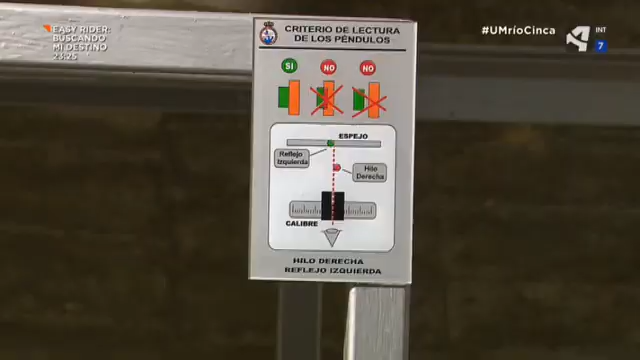 EASY RIDER:
BUSCANDO
MI DESTINO
23:25
#UMríoCinca
INT
7
CRITERIO DE LECTURA
DE LOS PÉNDULOS
SI
NO
NO
ESPEJO
Reflejo
Izquierda
Hilo
Derecha
CALIBRE
HILO DERECHA
REFLEJO IZQUIERDA